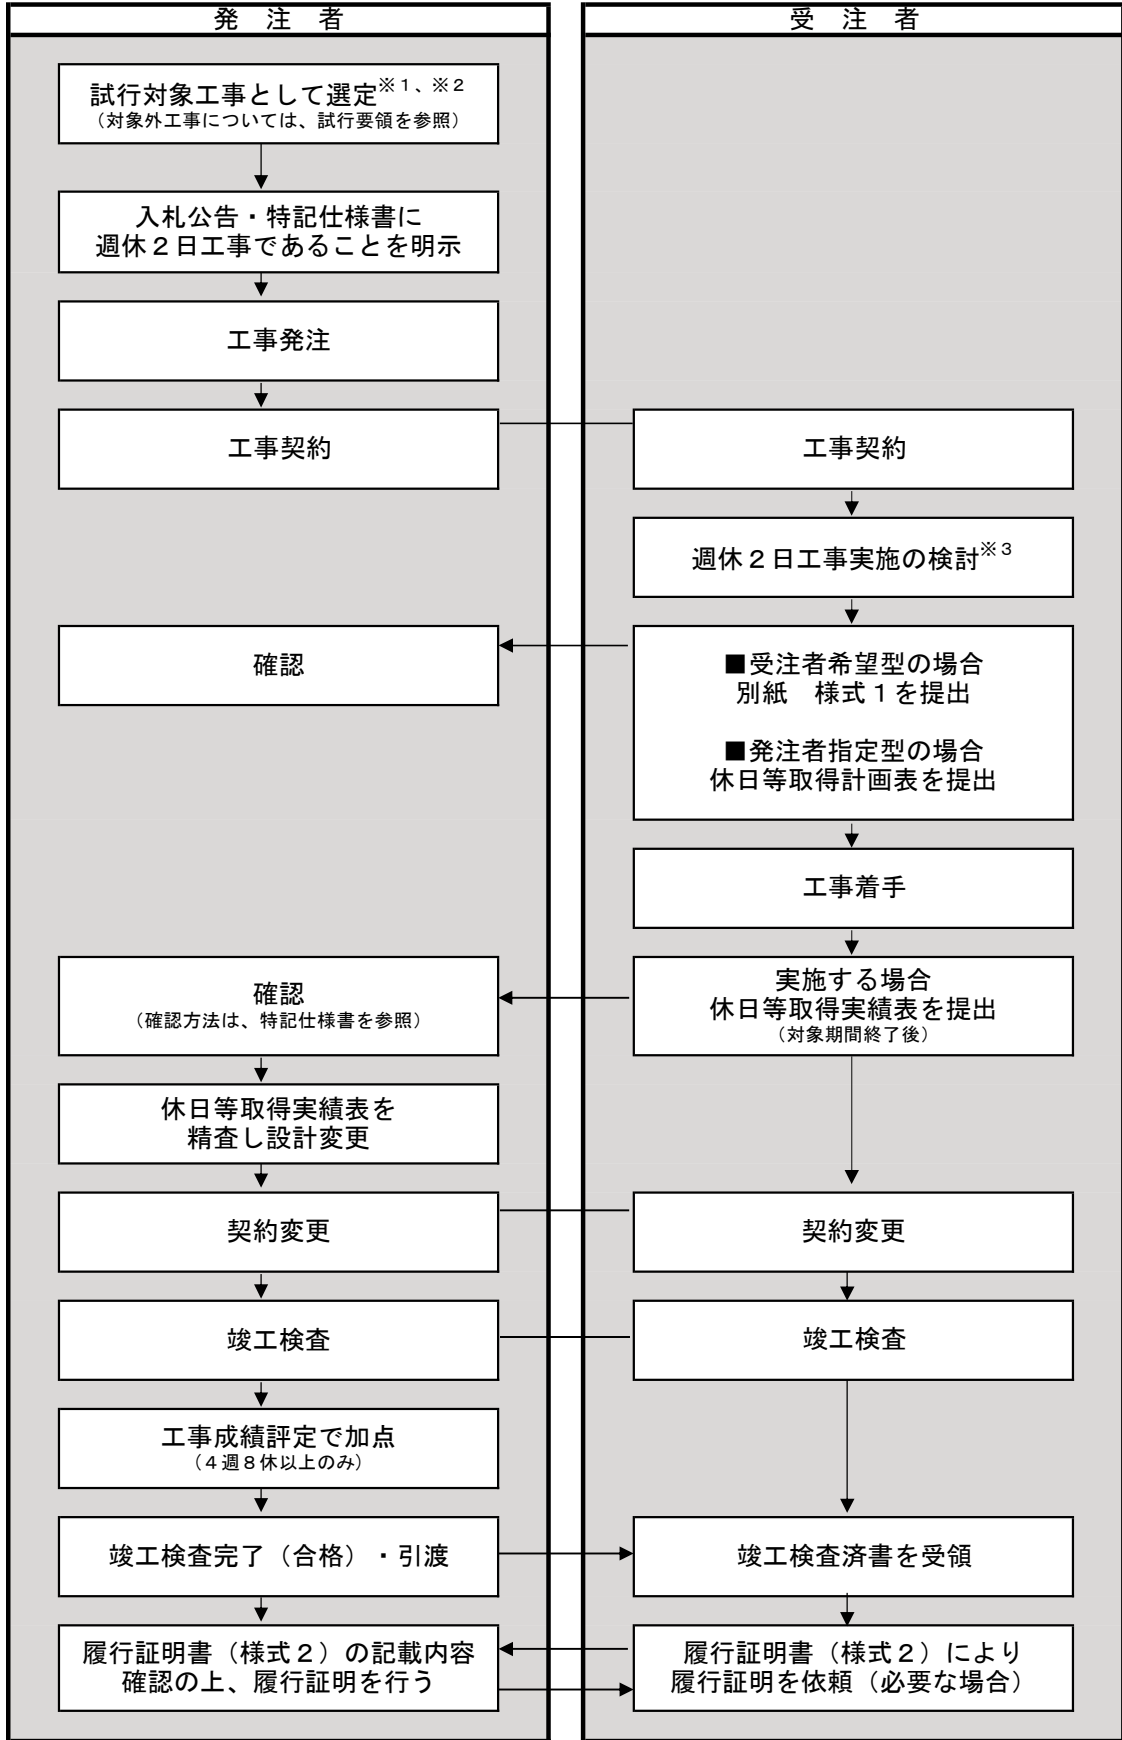 発　注　者
受　注　者
試行対象工事として選定※１、※２
（対象外工事については、試行要領を参照）
入札公告・特記仕様書に
週休２日工事であることを明示
工事発注
工事契約
工事契約
週休２日工事実施の検討※３
確認
■受注者希望型の場合
別紙　様式１を提出
■発注者指定型の場合
休日等取得計画表を提出
工事着手
確認
（確認方法は、特記仕様書を参照）
実施する場合
休日等取得実績表を提出
（対象期間終了後）
休日等取得実績表を
精査し設計変更
契約変更
契約変更
竣工検査
竣工検査
工事成績評定で加点
（４週８休以上のみ）
竣工検査完了（合格）・引渡
竣工検査済書を受領
履行証明書（様式２）の記載内容
確認の上、履行証明を行う
履行証明書（様式２）により
履行証明を依頼（必要な場合）